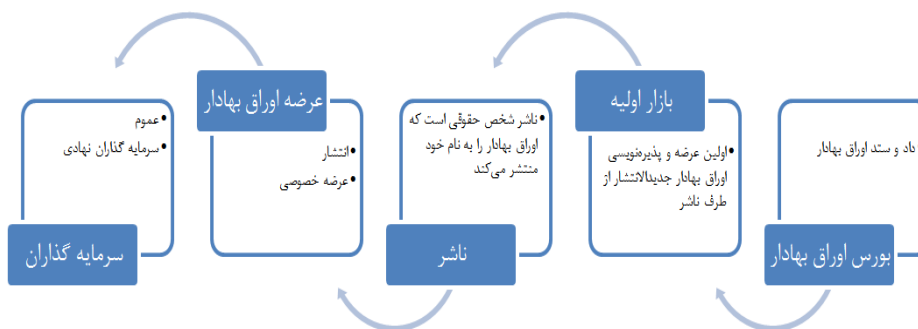 داد و ستد اوراق بهادار
بورس اوراق بهادار
بازار اولیه
اولین عرضه و پذیره‌نویسی
اوراق بهادار جدیدالانتشار از
طرف ناشر
ناشر شخص حقوقی است که
اوراق بهادار را به نام خود
منتشر می‌کند
ناشر
عرضه اوراق بهادار
انتشار
عرضه خصوصی
عموم
سرمایه گذاران نهادی
سرمایه گذاران